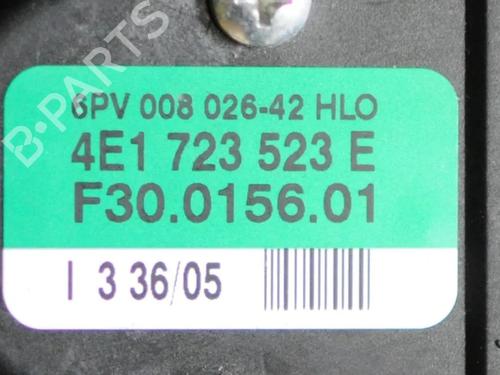 B-PARTS
6PV 008 026-42 HLO
4E1 723 523 E
F30.0156.01
I 3 36/05